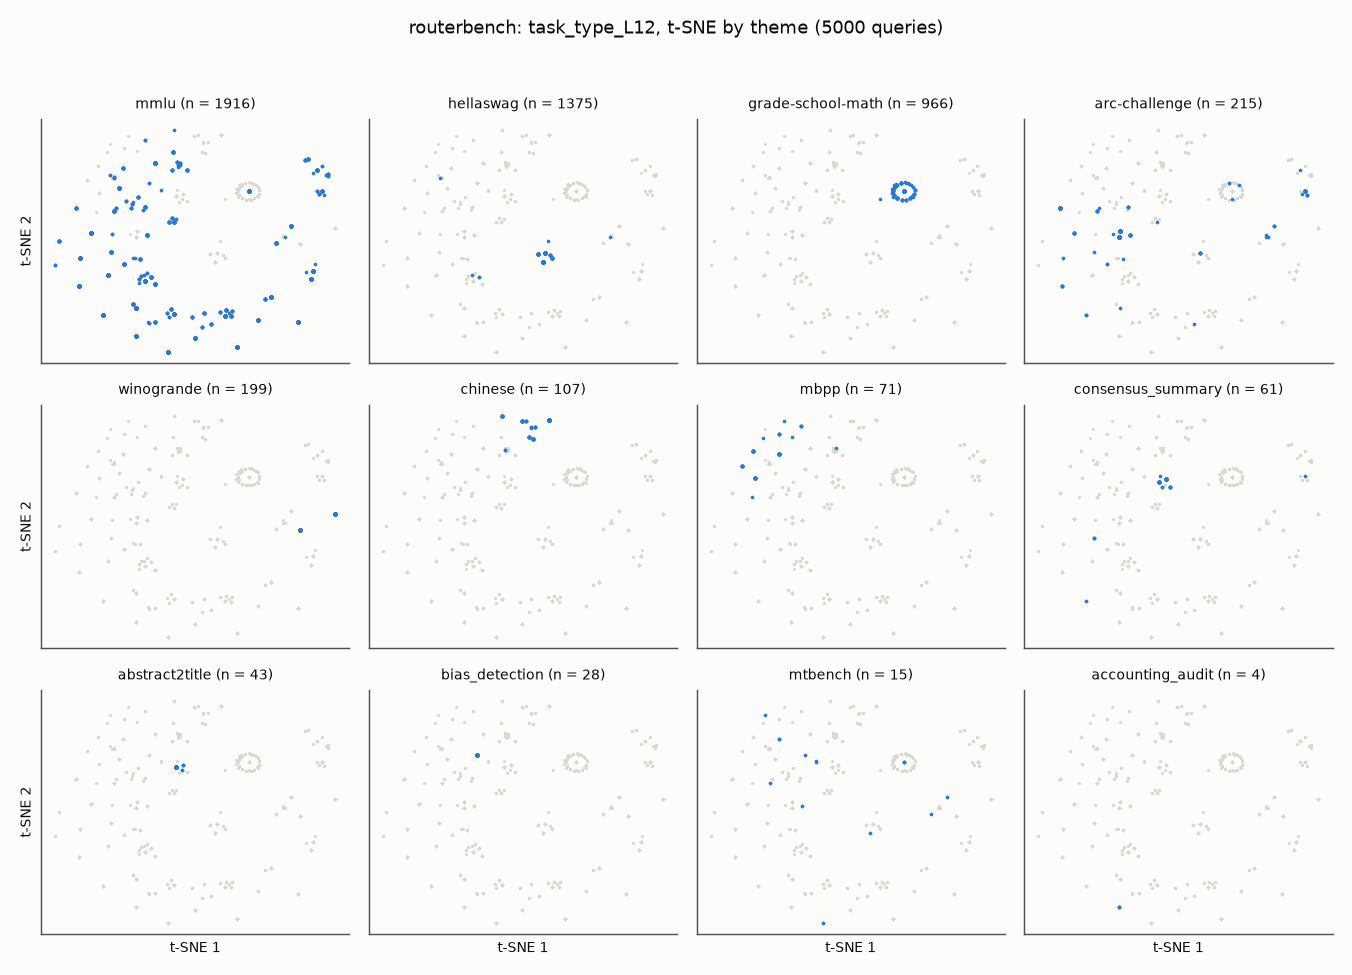 routerbench: task_type_L12, t-SNE by theme (5000 queries)
mmlu (n = 1916)
hellaswag (n = 1375)
grade-school-math (n = 966)
arc-challenge (n = 215)
t-SNE 2
winogrande (n = 199)
chinese (n = 107)
mbpp (n = 71)
consensus_summary (n = 61)
t-SNE 2
abstract2title (n = 43)
bias_detection (n = 28)
mtbench (n = 15)
accounting_audit (n = 4)
t-SNE 2
t-SNE 1
t-SNE 1
t-SNE 1
t-SNE 1